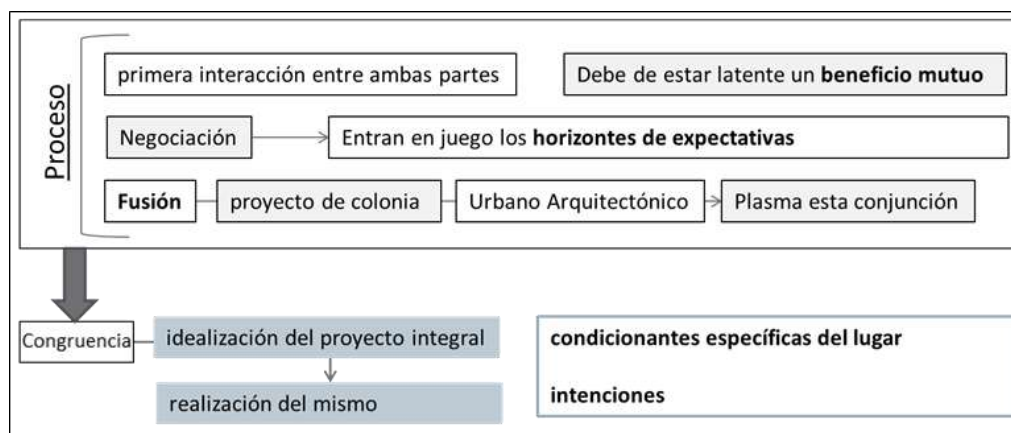 Proceso
primera interacción entre ambas partes
Debe de estar latente un beneficio mutuo
Negociación
Entran en juego los horizontes de expectativas
Fusión
proyecto de colonia
Urbano Arquitectónico
Plasma esta conjunción
Congruencia
idealización del proyecto integral
realización del mismo
condicionantes específicas del lugar
intenciones